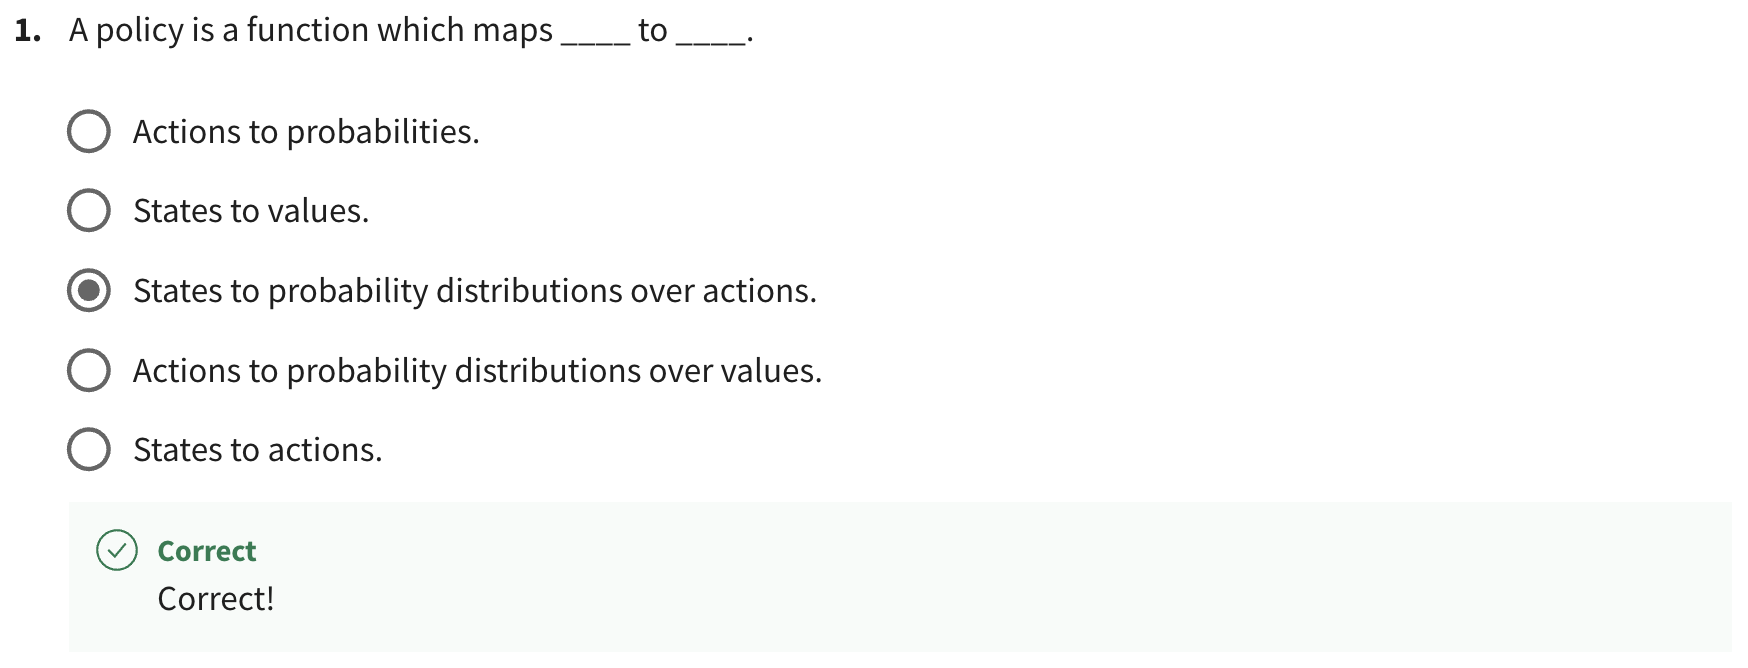 1. A policy is a function which maps ____ to ____.
Actions to probabilities.
States to values.
States to probability distributions over actions.
Actions to probability distributions over values.
States to actions.
Correct
Correct!